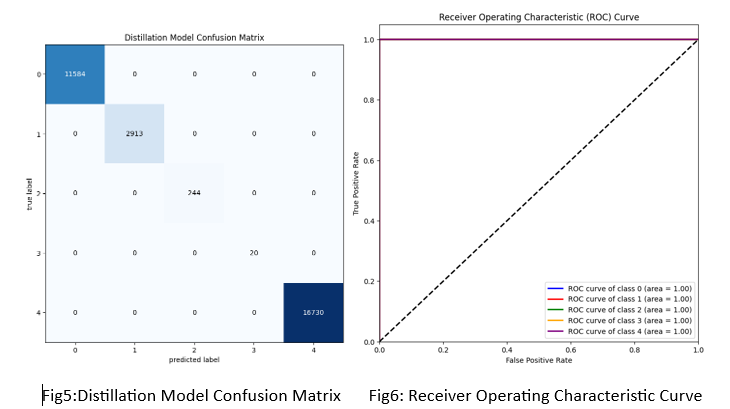 Distillation Model Confusion Matrix
0 11584 0 0 0 0
1 0 2913 0 0 0
2 0 0 244 0 0
3 0 0 0 20 0
4 0 0 0 0 16730
true label
0 1 2 3 4
predicted label
Receiver Operating Characteristic (ROC) Curve
1.0
0.8
0.6
0.4
0.2
0.0
True Positive Rate
ROC curve of class 0 (area = 1.00)
ROC curve of class 1 (area = 1.00)
ROC curve of class 2 (area = 1.00)
ROC curve of class 3 (area = 1.00)
ROC curve of class 4 (area = 1.00)
0.0 0.2 0.4 0.6 0.8 1.0
False Positive Rate
Fig5:Distillation Model Confusion Matrix
Fig6: Receiver Operating Characteristic Curve